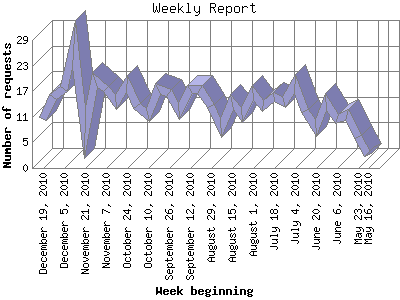 Weekly Report
Number of requests
29
23
17
11
5
0
December 19, 2010
December 5, 2010
November 21, 2010
November 7, 2010
October 24, 2010
October 10, 2010
September 26, 2010
September 12, 2010
August 29, 2010
August 15, 2010
August 1, 2010
July 18, 2010
July 4, 2010
June 20, 2010
June 6, 2010
May 23, 2010
May 16, 2010
Week beginning